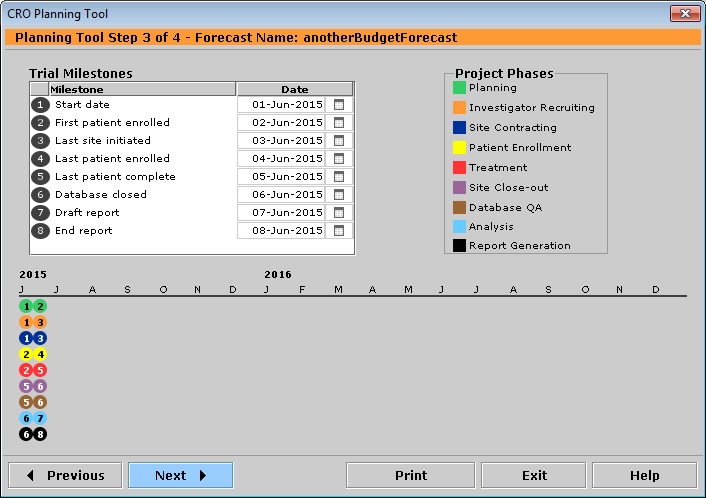 CRO Planning Tool
Planning Tool Step 3 of 4 - Forecast Name: anotherBudgetForecast
Trial Milestones
Milestone Date
1 Start date 01-Jun-2015
2 First patient enrolled 02-Jun-2015
3 Last site initiated 03-Jun-2015
4 Last patient enrolled 04-Jun-2015
5 Last patient complete 05-Jun-2015
6 Database closed 06-Jun-2015
7 Draft report 07-Jun-2015
8 End report 08-Jun-2015
Project Phases
Planning
Investigator Recruiting
Site Contracting
Patient Enrollment
Treatment
Site Close-out
Database QA
Analysis
Report Generation
2015 2016
J J A S O N D J F M A M J J A S O N D
1 2
1 3
1 3
2 4
2 5
5 6
5 6
6 7
6 8
Previous Next Print Exit Help